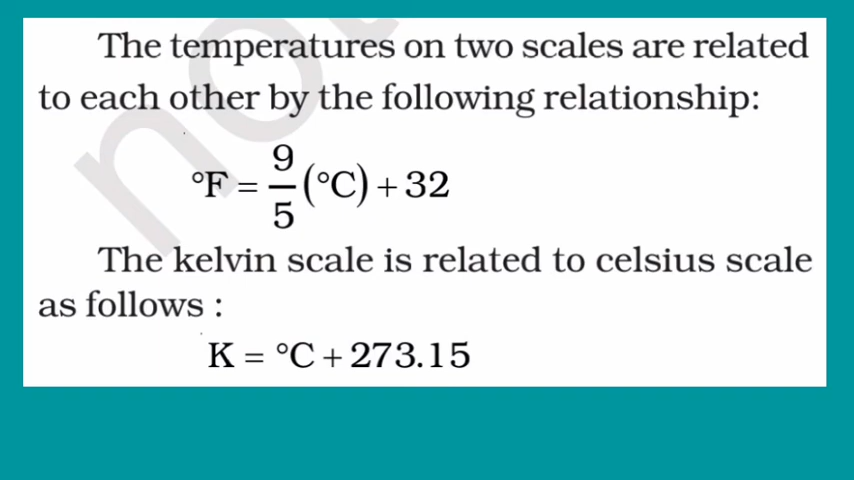 The temperatures on two scales are related
to each other by the following relationship:
°F = 9/5 (°C) + 32
The kelvin scale is related to celsius scale
as follows :
K = °C + 273.15